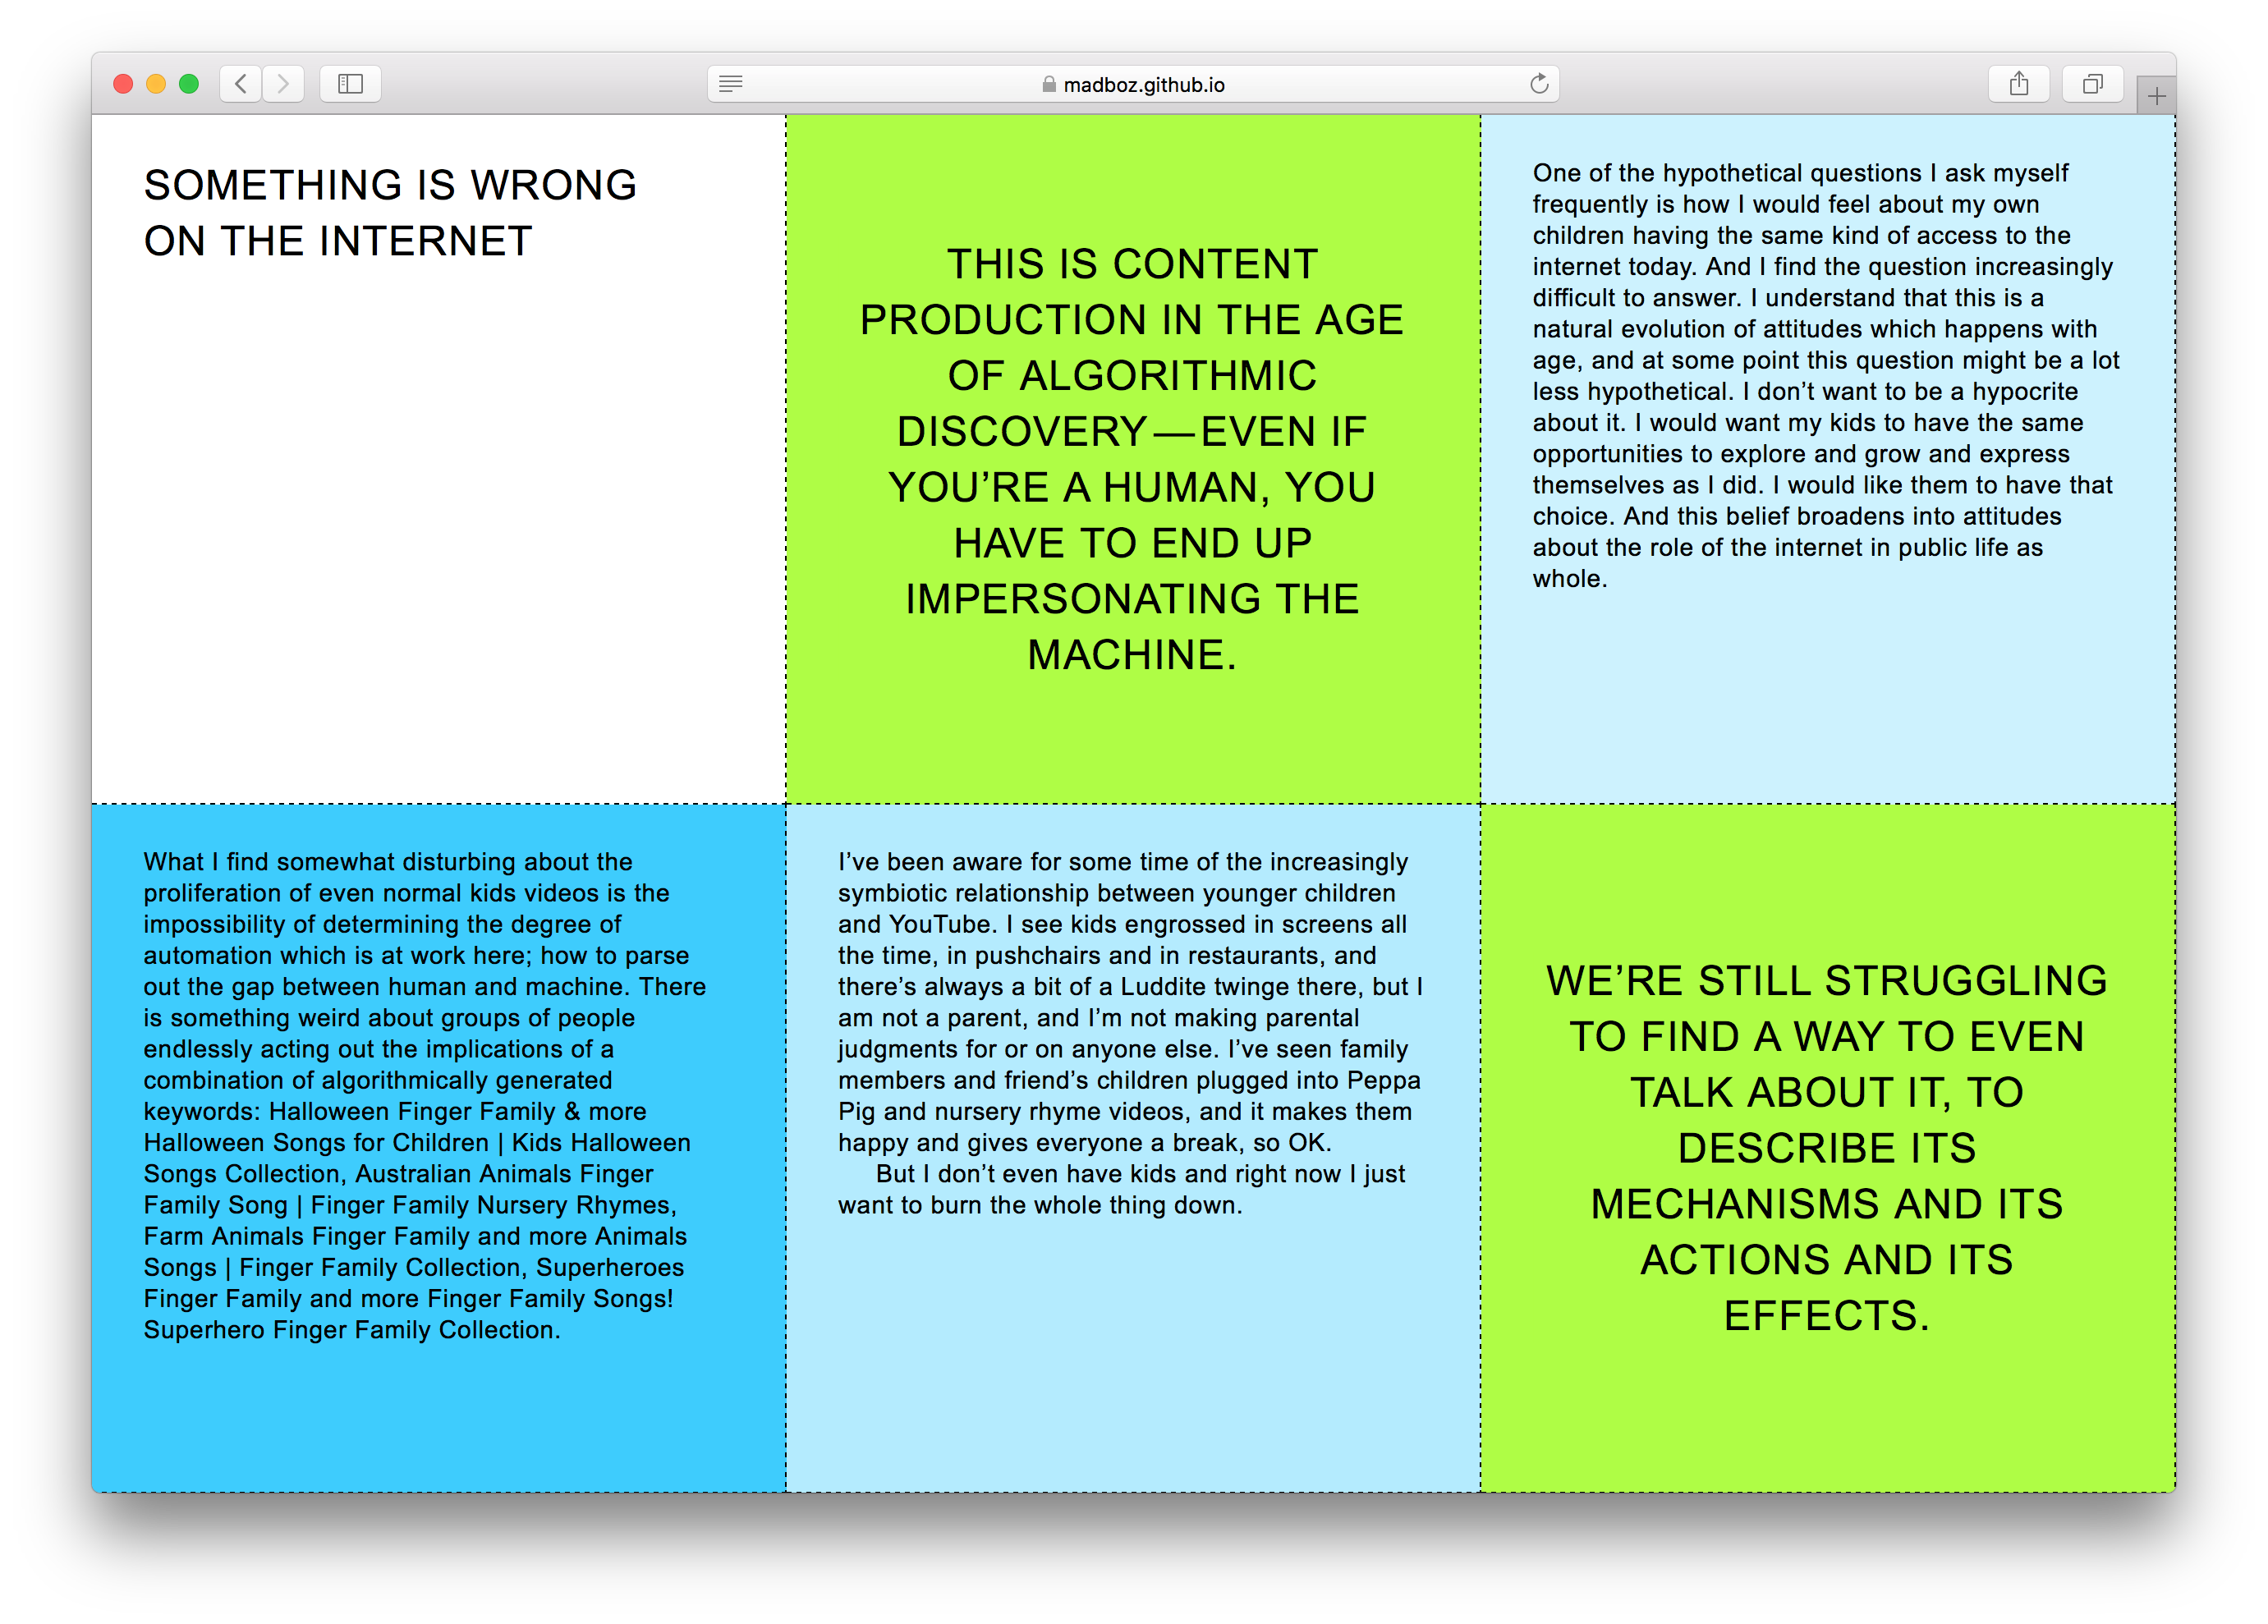 madboz.github.io
SOMETHING IS WRONG
ON THE INTERNET
THIS IS CONTENT
PRODUCTION IN THE AGE
OF ALGORITHMIC
DISCOVERY — EVEN IF
YOU’RE A HUMAN, YOU
HAVE TO END UP
IMPERSONATING THE
MACHINE.
One of the hypothetical questions I ask myself
frequently is how I would feel about my own
children having the same kind of access to the
internet today. And I find the question increasingly
difficult to answer. I understand that this is a
natural evolution of attitudes which happens with
age, and at some point this question might be a lot
less hypothetical. I don’t want to be a hypocrite
about it. I would want my kids to have the same
opportunities to explore and grow and express
themselves as I did. I would like them to have that
choice. And this belief broadens into attitudes
about the role of the internet in public life as
whole.
What I find somewhat disturbing about the
proliferation of even normal kids videos is the
impossibility of determining the degree of
automation which is at work here; how to parse
out the gap between human and machine. There
is something weird about groups of people
endlessly acting out the implications of a
combination of algorithmically generated
keywords: Halloween Finger Family & more
Halloween Songs for Children | Kids Halloween
Songs Collection, Australian Animals Finger
Family Song | Finger Family Nursery Rhymes,
Farm Animals Finger Family and more Animals
Songs | Finger Family Collection, Superheroes
Finger Family and more Finger Family Songs!
Superhero Finger Family Collection.
I’ve been aware for some time of the increasingly
symbiotic relationship between younger children
and YouTube. I see kids engrossed in screens all
the time, in pushchairs and in restaurants, and
there’s always a bit of a Luddite twinge there, but I
am not a parent, and I’m not making parental
judgments for or on anyone else. I’ve seen family
members and friend’s children plugged into Peppa
Pig and nursery rhyme videos, and it makes them
happy and gives everyone a break, so OK.
But I don’t even have kids and right now I just
want to burn the whole thing down.
WE’RE STILL STRUGGLING
TO FIND A WAY TO EVEN
TALK ABOUT IT, TO
DESCRIBE ITS
MECHANISMS AND ITS
ACTIONS AND ITS
EFFECTS.